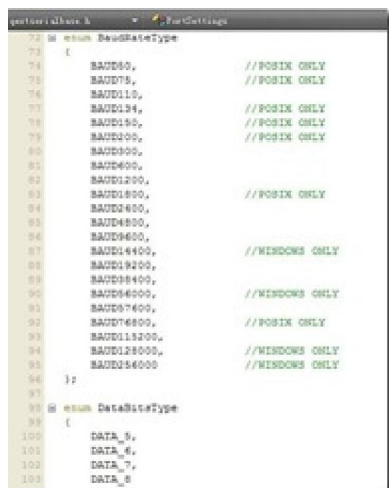 qextserialbase.h PortSettings
72 enum BaudRateType
73 {
74 BAUD50, //POSIX ONLY
75 BAUD75, //POSIX ONLY
76 BAUD110,
77 BAUD134, //POSIX ONLY
78 BAUD150, //POSIX ONLY
79 BAUD200, //POSIX ONLY
80 BAUD300,
81 BAUD600,
82 BAUD1200,
83 BAUD1800, //POSIX ONLY
84 BAUD2400,
85 BAUD4800,
86 BAUD9600,
87 BAUD14400, //WINDOWS ONLY
88 BAUD19200,
89 BAUD38400,
90 BAUD56000, //WINDOWS ONLY
91 BAUD57600,
92 BAUD76800, //POSIX ONLY
93 BAUD115200,
94 BAUD128000, //WINDOWS ONLY
95 BAUD256000 //WINDOWS ONLY
96 };
97
98 enum DataBitsType
99 {
100 DATA_5,
101 DATA_6,
102 DATA_7,
103 DATA_8